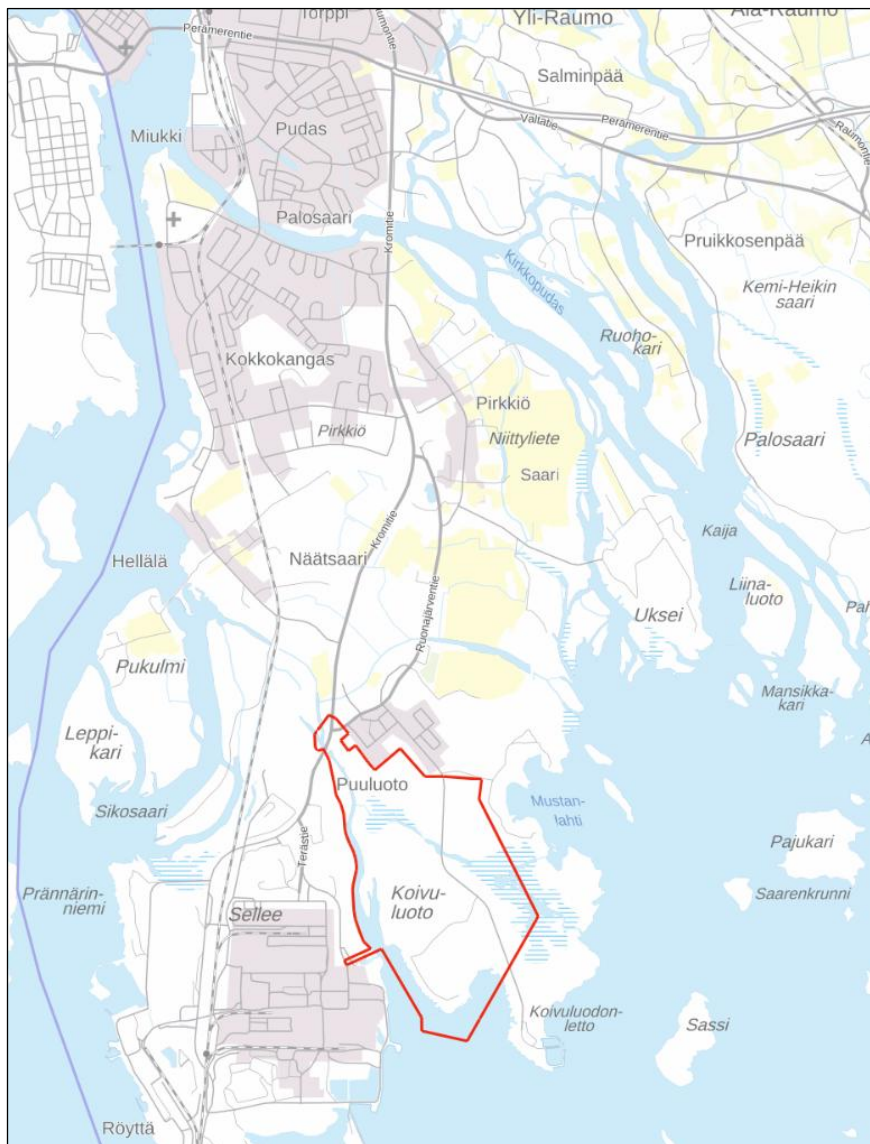 Torppi
Yli-Raumo
Ala-Raumo
Perämerentie
Raumontie
Salminpää
Miukki
Pudas
Valtatie
Perämerentie
Raumontie
Palosaari
Kromitie
Pruikkosenpää
Kirkkopudas
Kemi-Heikin
saari
Ruoho-
kari
Kokkokangas
Pirkkiö
Pirkkiö
Niittyliete
Palosaari
Saari
Kromitie
Kaija
Hellälä
Näätsaari
Liina-
luoto
Ruonajärventie
Uksei
Pah
Pukulmi
Mansikka-
kari
Leppi-
kari
A
Puuluoto
Mustan-
lahti
Sikosaari
Pajukari
Terästie
Prännärin-
niemi
Koivu-
luoto
Saarenkrunni
Sellee
Koivuluodon-
letto
Sassi
Röyttä